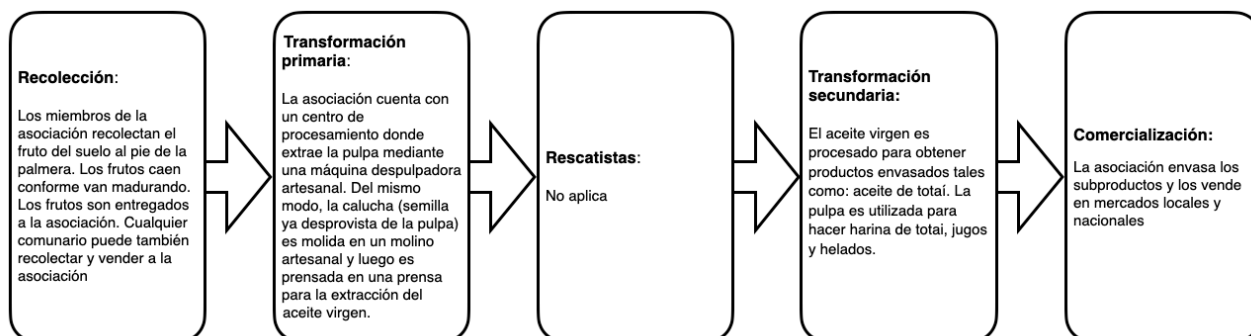 Recolección:
Los miembros de la
asociación recolectan el
fruto del suelo al pie de la
palmera. Los frutos caen
conforme van madurando.
Los frutos son entregados
a la asociación. Cualquier
comunario puede también
recolectar y vender a la
asociación
Transformación
primaria:
La asociación cuenta con
un centro de
procesamiento donde
extrae la pulpa mediante
una máquina despulpadora
artesanal. Del mismo
modo, la calucha (semilla
ya desprovista de la pulpa)
es molida en un molino
artesanal y luego es
prensada en una prensa
para la extracción del
aceite virgen.
Rescatistas:
No aplica
Transformación
secundaria:
El aceite virgen es
procesado para obtener
productos envasados tales
como: aceite de totaí. La
pulpa es utilizada para
hacer harina de totai, jugos
y helados.
Comercialización:
La asociación envasa los
subproductos y los vende
en mercados locales y
nacionales